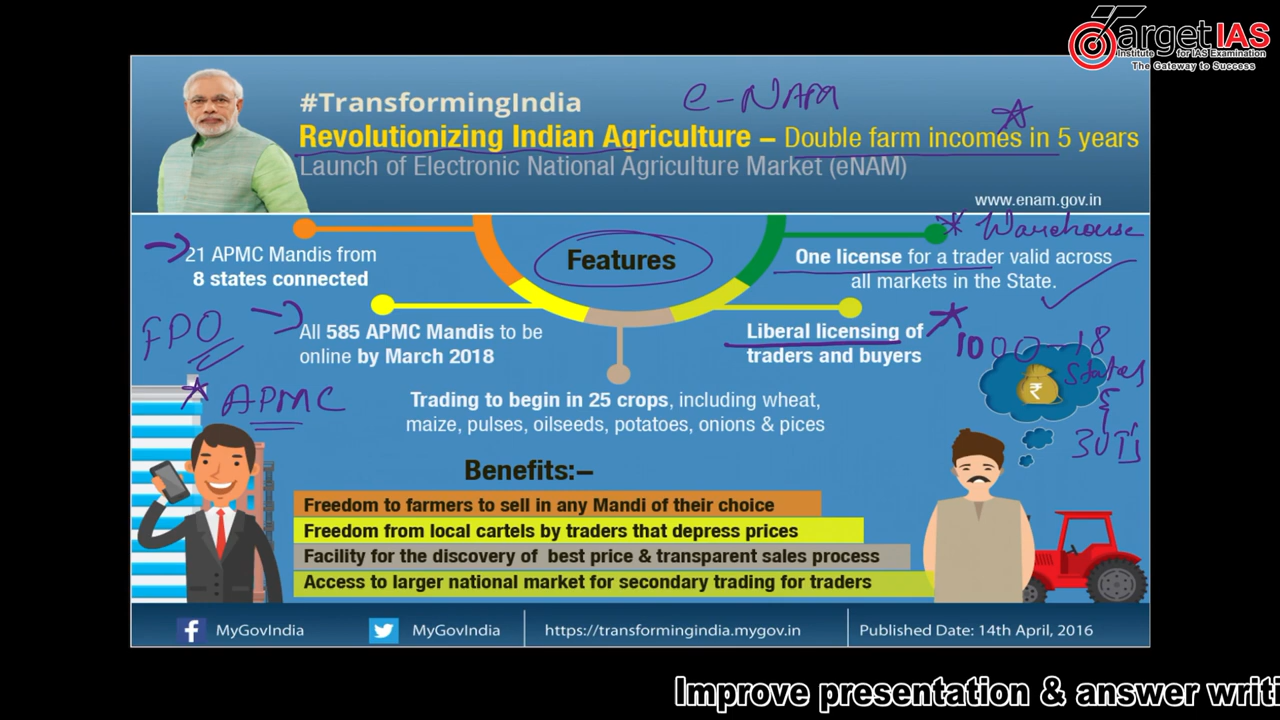 Target IAS
Institute for IAS Examination
The Gateway to Success
#TransformingIndia
e-NAM
Revolutionizing Indian Agriculture – Double farm incomes in 5 years
Launch of Electronic National Agriculture Market (eNAM)
www.enam.gov.in
Warehouse
21 APMC Mandis from
8 states connected
Features
One license for a trader valid across
all markets in the State.
FPO
All 585 APMC Mandis to be
online by March 2018
Liberal licensing of
traders and buyers
1000 – 18
States
&
3 UTs
₹
APMC
Trading to begin in 25 crops, including wheat,
maize, pulses, oilseeds, potatoes, onions & pices
Benefits:–
Freedom to farmers to sell in any Mandi of their choice
Freedom from local cartels by traders that depress prices
Facility for the discovery of best price & transparent sales process
Access to larger national market for secondary trading for traders
MyGovIndia
MyGovIndia
https://transformingindia.mygov.in
Published Date: 14th April, 2016
Improve presentation & answer writi